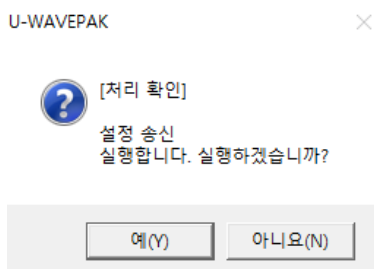 U-WAVEPAK
[처리 확인]
설정 송신
실행합니다. 실행하겠습니까?
예(Y)
아니요(N)